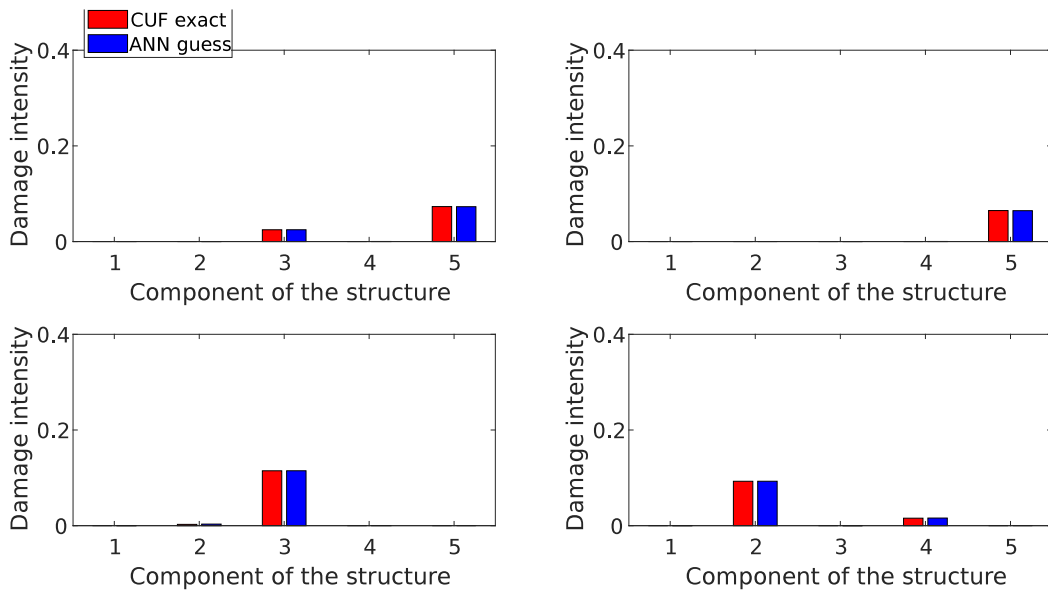 CUF exact
ANN guess
Damage intensity
0.4
0.2
0
1 2 3 4 5
Component of the structure
Damage intensity
0.4
0.2
0
1 2 3 4 5
Component of the structure
Damage intensity
0.4
0.2
0
1 2 3 4 5
Component of the structure
Damage intensity
0.4
0.2
0
1 2 3 4 5
Component of the structure